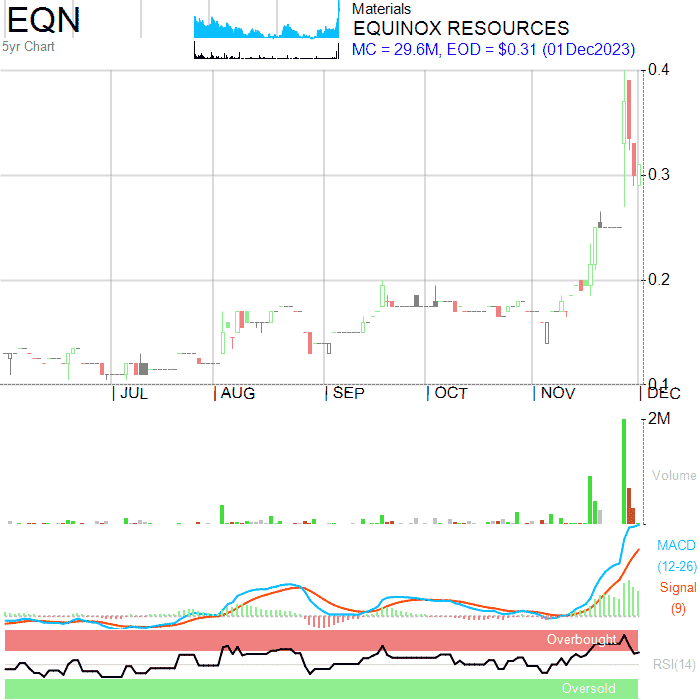 EQN
5yr Chart
Materials
EQUINOX RESOURCES
MC = 29.6M, EOD = $0.31 (01Dec2023)
0.4
0.3
0.2
0.1
JUL
AUG
SEP
OCT
NOV
DEC
2M
Volume
MACD
(12-26)
Signal
(9)
Overbought
RSI(14)
Oversold